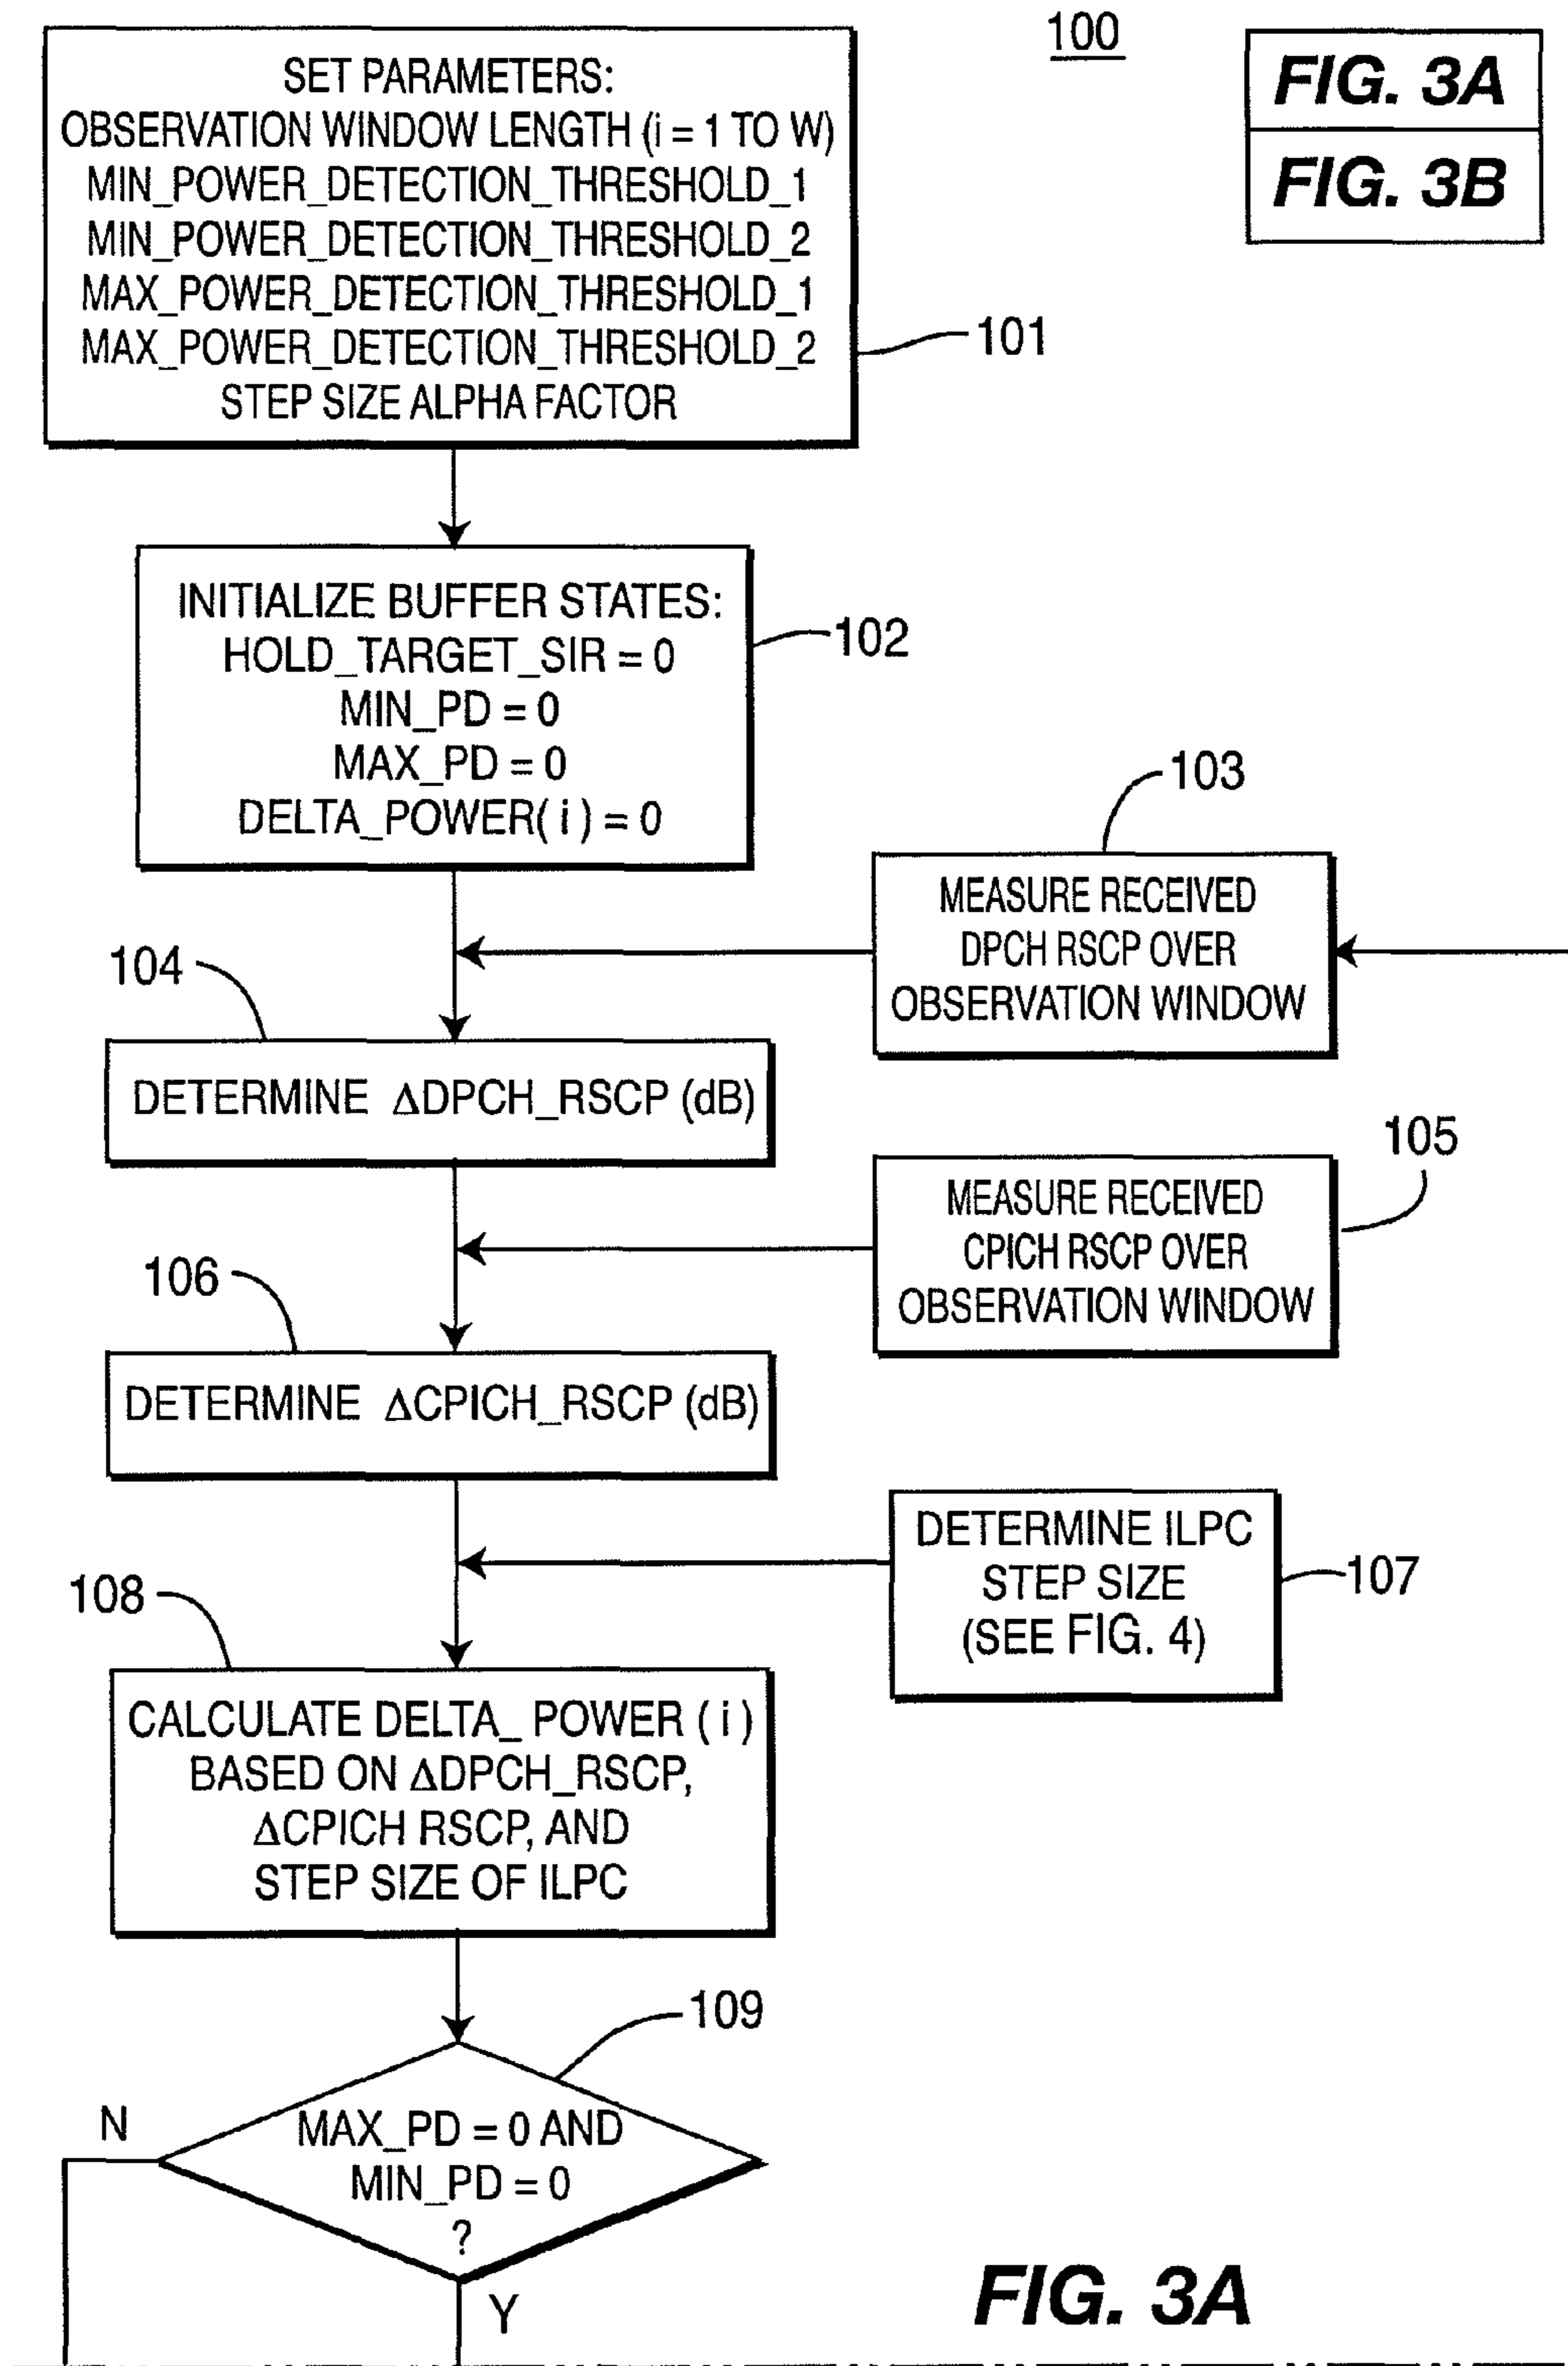 100
FIG. 3A
FIG. 3B
SET PARAMETERS:
OBSERVATION WINDOW LENGTH (i = 1 TO W)
MIN_POWER_DETECTION_THRESHOLD_1
MIN_POWER_DETECTION_THRESHOLD_2
MAX_POWER_DETECTION_THRESHOLD_1
MAX_POWER_DETECTION_THRESHOLD_2
STEP SIZE ALPHA FACTOR
101
INITIALIZE BUFFER STATES:
HOLD_TARGET_SIR = 0
MIN_PD = 0
MAX_PD = 0
DELTA_POWER( i ) = 0
102
103
MEASURE RECEIVED
DPCH RSCP OVER
OBSERVATION WINDOW
104
DETERMINE ΔDPCH_RSCP (dB)
105
MEASURE RECEIVED
CPICH RSCP OVER
OBSERVATION WINDOW
106
DETERMINE ΔCPICH_RSCP (dB)
DETERMINE ILPC
STEP SIZE
(SEE FIG. 4)
107
108
CALCULATE DELTA_ POWER ( i )
BASED ON ΔDPCH_RSCP,
ΔCPICH RSCP, AND
STEP SIZE OF ILPC
109
N
MAX_PD = 0 AND
MIN_PD = 0
?
Y
FIG. 3A